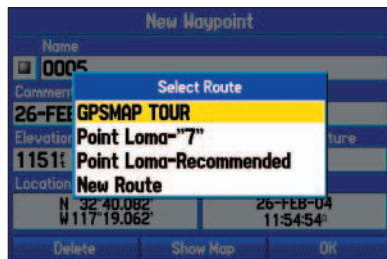 New Waypoint
Name
0005
Select Route
GPSMAP TOUR
Point Loma-"7"
Point Loma-Recommended
New Route
Comment
26-FEB
Elevation
1151
Location
N 32°40.082'
W117°19.062'
26-FEB-04
11:54:54
Delete
Show Map
OK